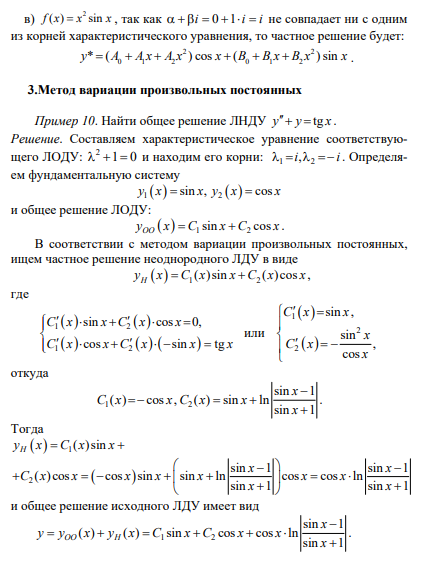 в) f(x) = x² sin x , так как α + βi = 0 + 1·i = i не совпадает ни с одним
из корней характеристического уравнения, то частное решение будет:
y* = (A₀ + A₁x + A₂x²) cos x + (B₀ + B₁x + B₂x²) sin x .
3.Метод вариации произвольных постоянных
Пример 10. Найти общее решение ЛНДУ y″ + y = tg x .
Решение. Составляем характеристическое уравнение соответствую-
щего ЛОДУ: λ² + 1 = 0 и находим его корни: λ₁ = i, λ₂ = −i . Определя-
ем фундаментальную систему
y₁(x) = sin x, y₂(x) = cos x
и общее решение ЛОДУ:
y_OO(x) = C₁ sin x + C₂ cos x .
В соответствии с методом вариации произвольных постоянных,
ищем частное решение неоднородного ЛДУ в виде
y_H(x) = C₁(x) sin x + C₂(x) cos x ,
где
{ C₁′(x)·sin x + C₂′(x)·cos x = 0, C₁′(x)·cos x + C₂′(x)·(−sin x) = tg x или { C₁′(x) = sin x , C₂′(x) = − sin² x / cos x ,
откуда
C₁(x) = −cos x, C₂(x) = sin x + ln |(sin x − 1) / (sin x + 1)| .
Тогда
y_H(x) = C₁(x) sin x +
+C₂(x) cos x = (−cos x) sin x + (sin x + ln |(sin x − 1) / (sin x + 1)|) cos x = cos x · ln |(sin x − 1) / (sin x + 1)|
и общее решение исходного ЛДУ имеет вид
y = y_OO(x) + y_H(x) = C₁ sin x + C₂ cos x + cos x · ln |(sin x − 1) / (sin x + 1)| .